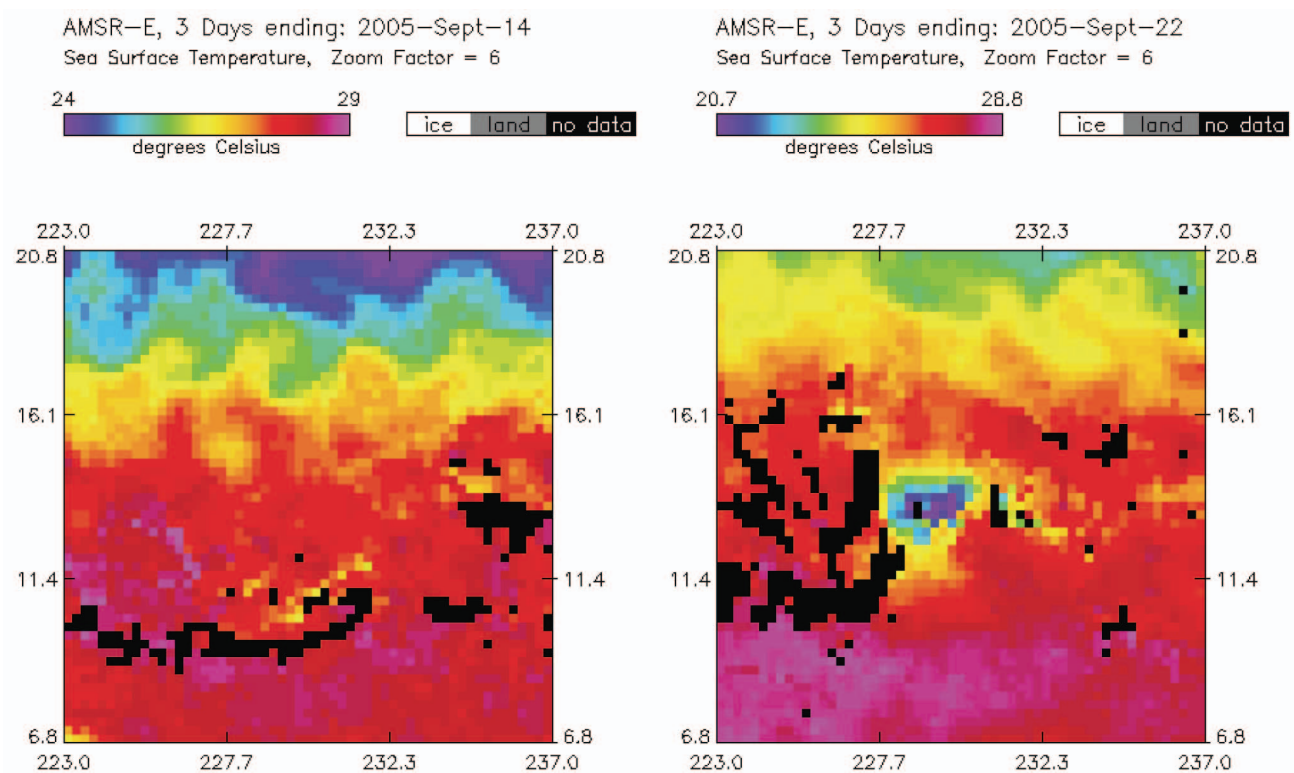 AMSR-E, 3 Days ending: 2005-Sept-14
Sea Surface Temperature, Zoom Factor = 6
24 29
degrees Celsius
ice land no data
223.0 227.7 232.3 237.0
20.8 20.8
16.1 16.1
11.4 11.4
6.8 6.8
223.0 227.7 232.3 237.0
AMSR-E, 3 Days ending: 2005-Sept-22
Sea Surface Temperature, Zoom Factor = 6
20.7 28.8
degrees Celsius
ice land no data
223.0 227.7 232.3 237.0
20.8 20.8
16.1 16.1
11.4 11.4
6.8 6.8
223.0 227.7 232.3 237.0